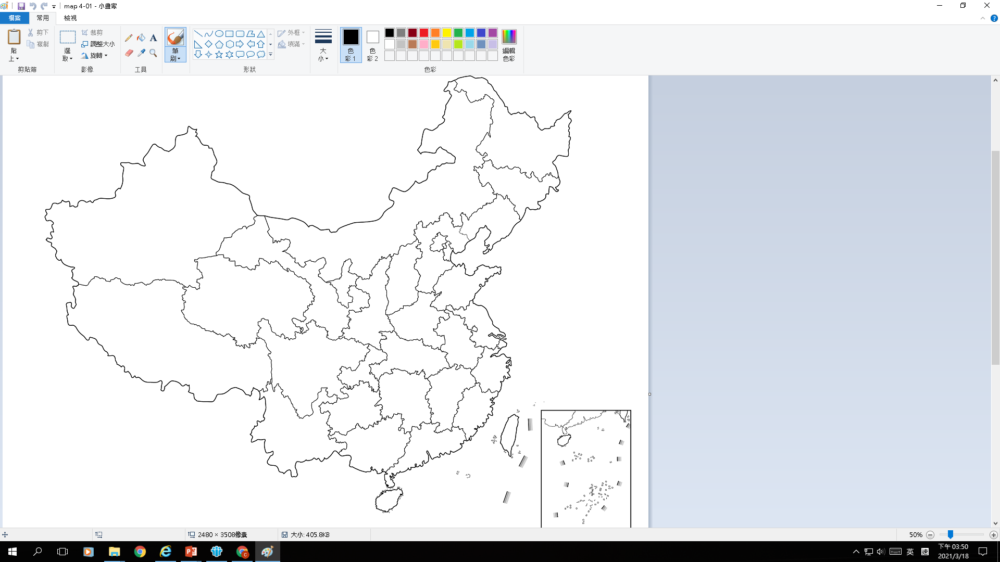 map 4-01 - 小畫家
檔案
常用
檢視
貼
上
剪下
複製
剪貼簿
選
取
裁剪
調整大小
旋轉
影像
A
工具
筆
刷
形狀
外框
填滿
大
小
色
彩 1
色
彩 2
編輯
色彩
色彩
2480 × 3508像素
大小: 405.8KB
50%
英
速
下午 03:50
2021/3/18